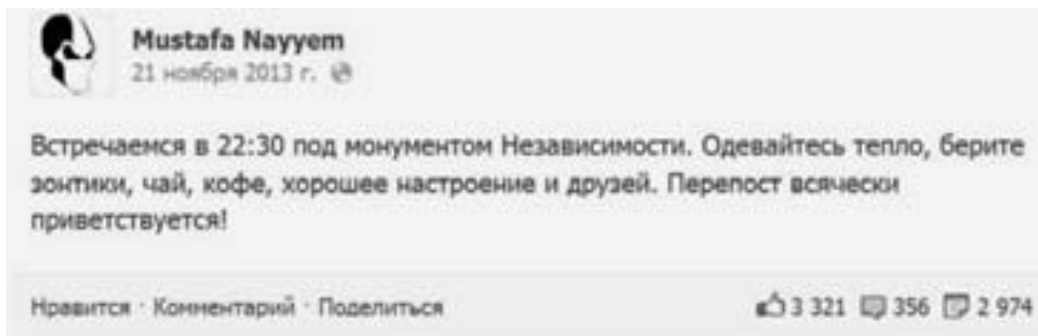 Mustafa Nayyem
21 ноября 2013 г.
Встречаемся в 22:30 под монументом Независимости. Одевайтесь тепло, берите
зонтики, чай, кофе, хорошее настроение и друзей. Перепост всячески
приветствуется!
Нравится · Комментарий · Поделиться 3 321 356 2 974